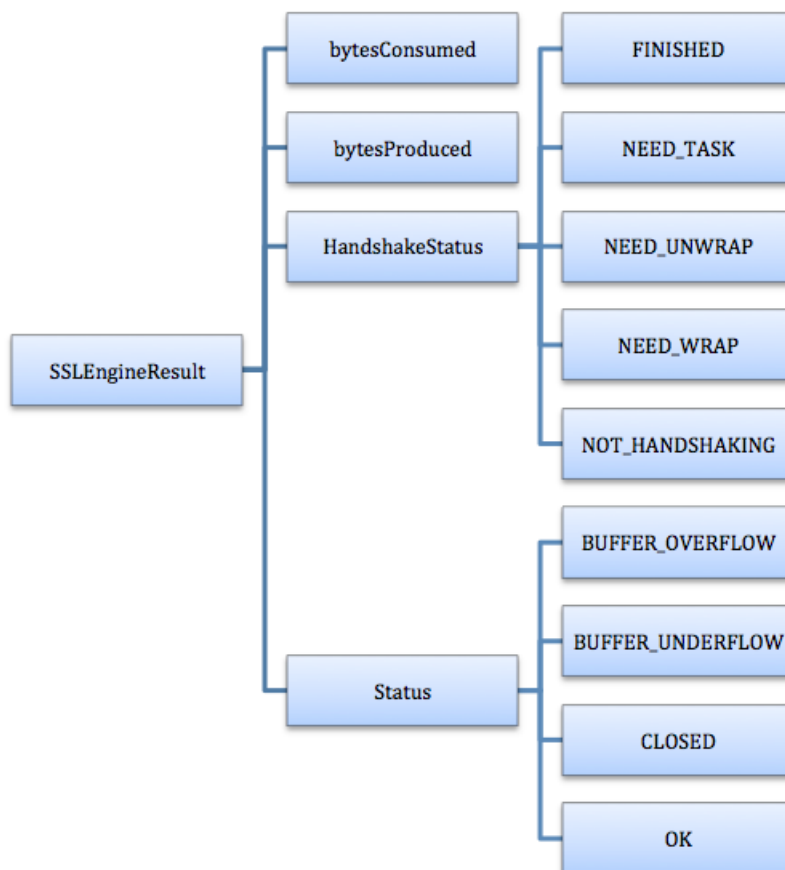 bytesConsumed
FINISHED
bytesProduced
NEED_TASK
HandshakeStatus
NEED_UNWRAP
NEED_WRAP
SSLEngineResult
NOT_HANDSHAKING
BUFFER_OVERFLOW
BUFFER_UNDERFLOW
Status
CLOSED
OK